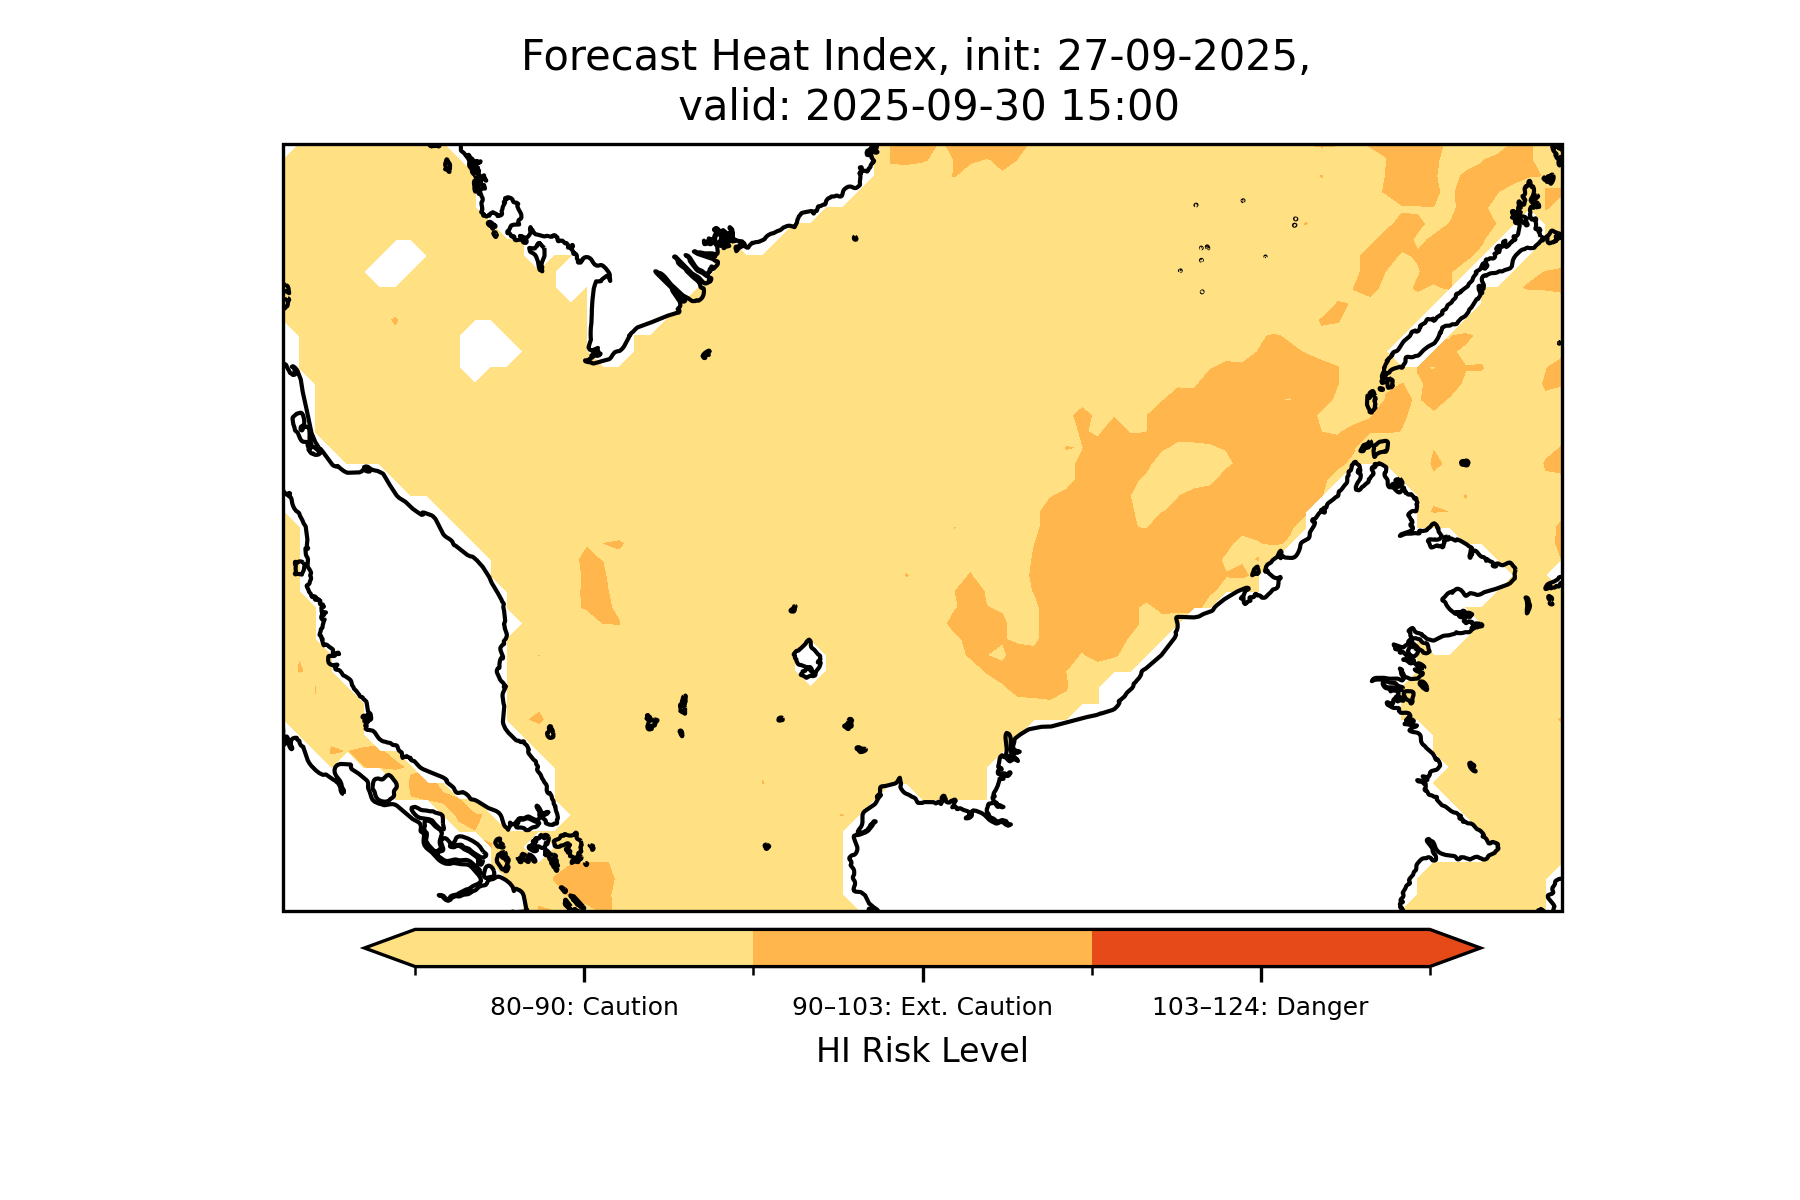 Forecast Heat Index, init: 27-09-2025,
valid: 2025-09-30 15:00
80–90: Caution
90–103: Ext. Caution
103–124: Danger
HI Risk Level